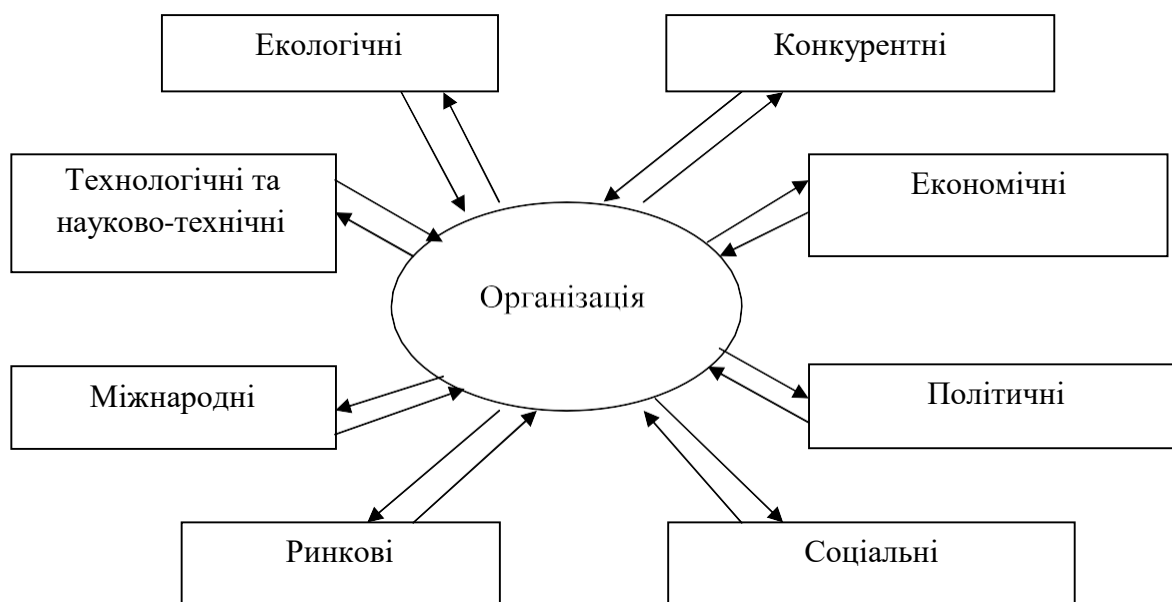 Екологічні
Конкурентні
Технологічні та
науково-технічні
Економічні
Організація
Міжнародні
Політичні
Ринкові
Соціальні